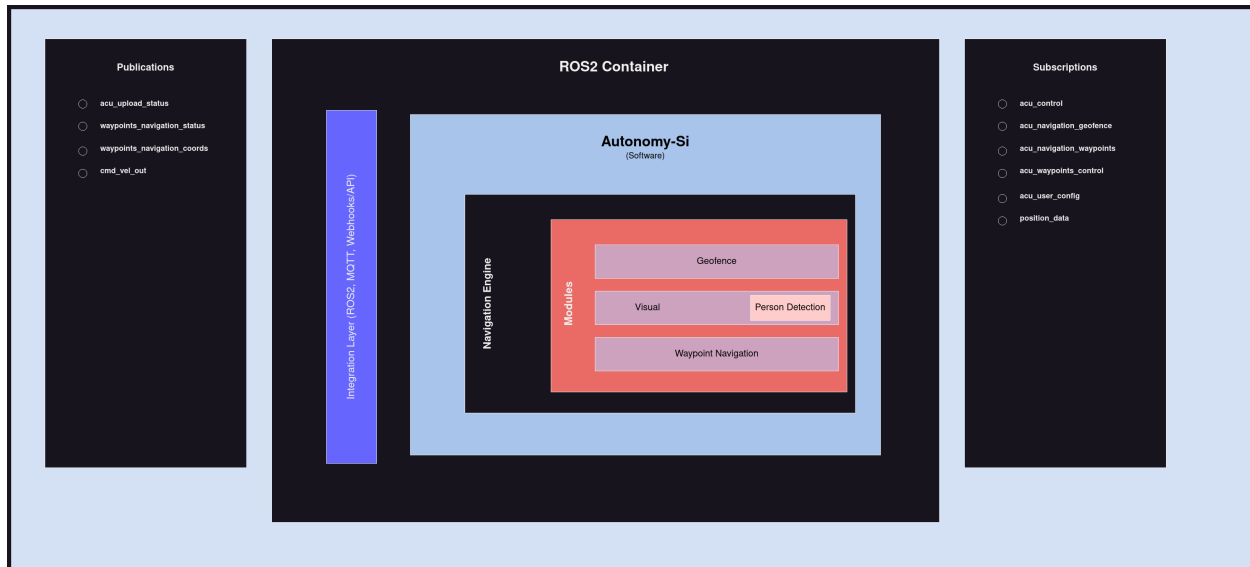 Publications
acu_upload_status
waypoints_navigation_status
waypoints_navigation_coords
cmd_vel_out
ROS2 Container
Integration Layer (ROS2, MQTT, Webhooks/API)
Autonomy-Si
(Software)
Navigation Engine
Modules
Geofence
Visual
Person Detection
Waypoint Navigation
Subscriptions
acu_control
acu_navigation_geofence
acu_navigation_waypoints
acu_waypoints_control
acu_user_config
position_data